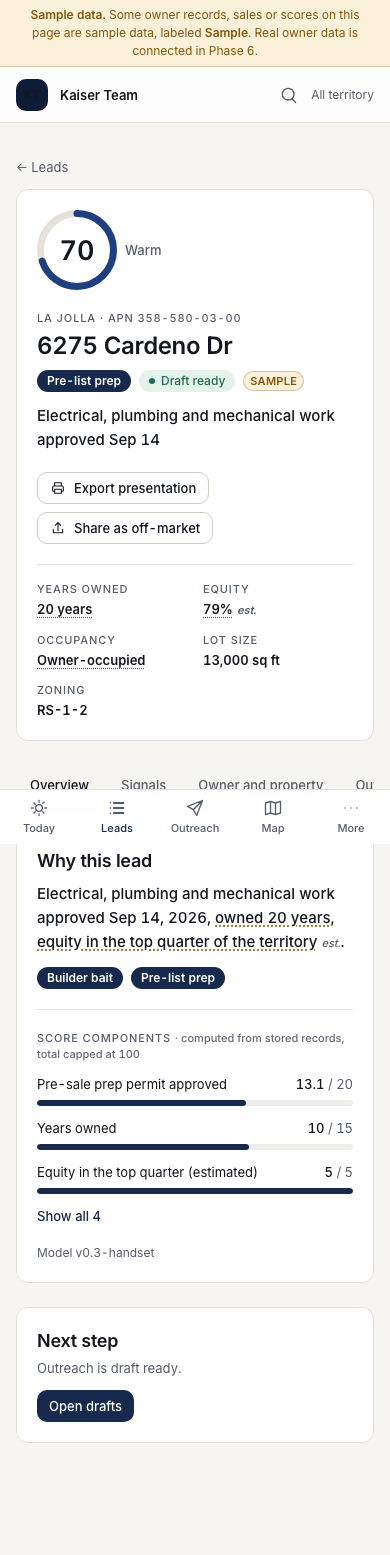 Sample data. Some owner records, sales or scores on this
page are sample data, labeled Sample. Real owner data is
connected in Phase 6.
Kaiser Team
All territory
← Leads
70
Warm
LA JOLLA · APN 358-580-03-00
6275 Cardeno Dr
Pre-list prep
Draft ready
SAMPLE
Electrical, plumbing and mechanical work
approved Sep 14
Export presentation
Share as off-market
YEARS OWNED
EQUITY
20 years
79% est.
OCCUPANCY
LOT SIZE
Owner-occupied
13,000 sq ft
ZONING
RS-1-2
Overview
Signals
Owner and property
Out
Today
Leads
Outreach
Map
More
Why this lead
Electrical, plumbing and mechanical work
approved Sep 14, 2026, owned 20 years,
equity in the top quarter of the territory est..
Builder bait
Pre-list prep
SCORE COMPONENTS · computed from stored records,
total capped at 100
Pre-sale prep permit approved
13.1 / 20
Years owned
10 / 15
Equity in the top quarter (estimated)
5 / 5
Show all 4
Model v0.3-handset
Next step
Outreach is draft ready.
Open drafts